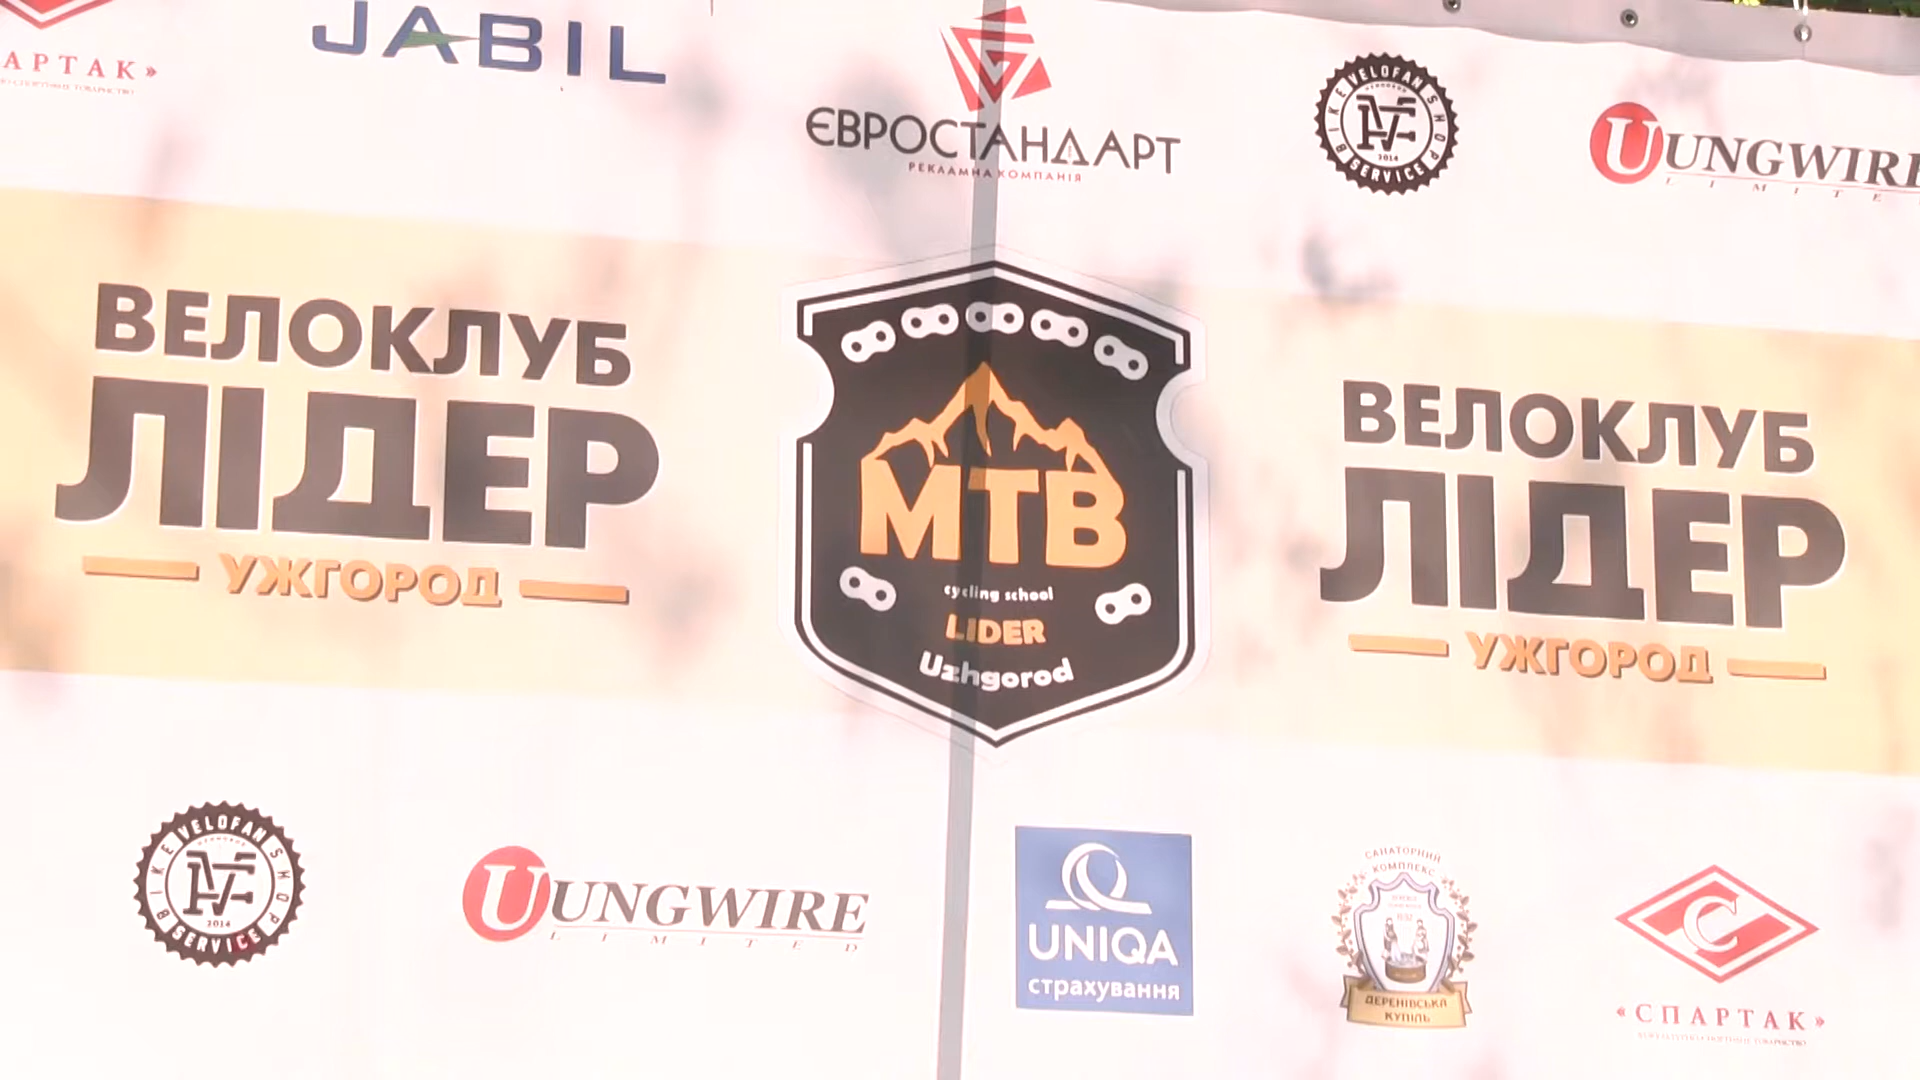 АРТАК»
JABIL
ЄВРОСТАНДАРТ
РЕКЛАМНА КОМПАНІЯ
VELOFAN
BIKE SHOP
2014
SERVICE
U UNGWIRE
LIMITE
ВЕЛОКЛУБ
ЛІДЕР
УЖГОРОД
MTB
cycling school
LIDER
Uzhgorod
ВЕЛОКЛУБ
ЛІДЕР
УЖГОРОД
VELOFAN
BIKE SHOP
2014
SERVICE
U UNGWIRE
LIMITED
UNIQA
страхування
САНАТОРНИЙ
КОМПЛЕКС
ДЕРЕНІВСЬКА
КУПІЛЬ
С
«СПАРТАК»